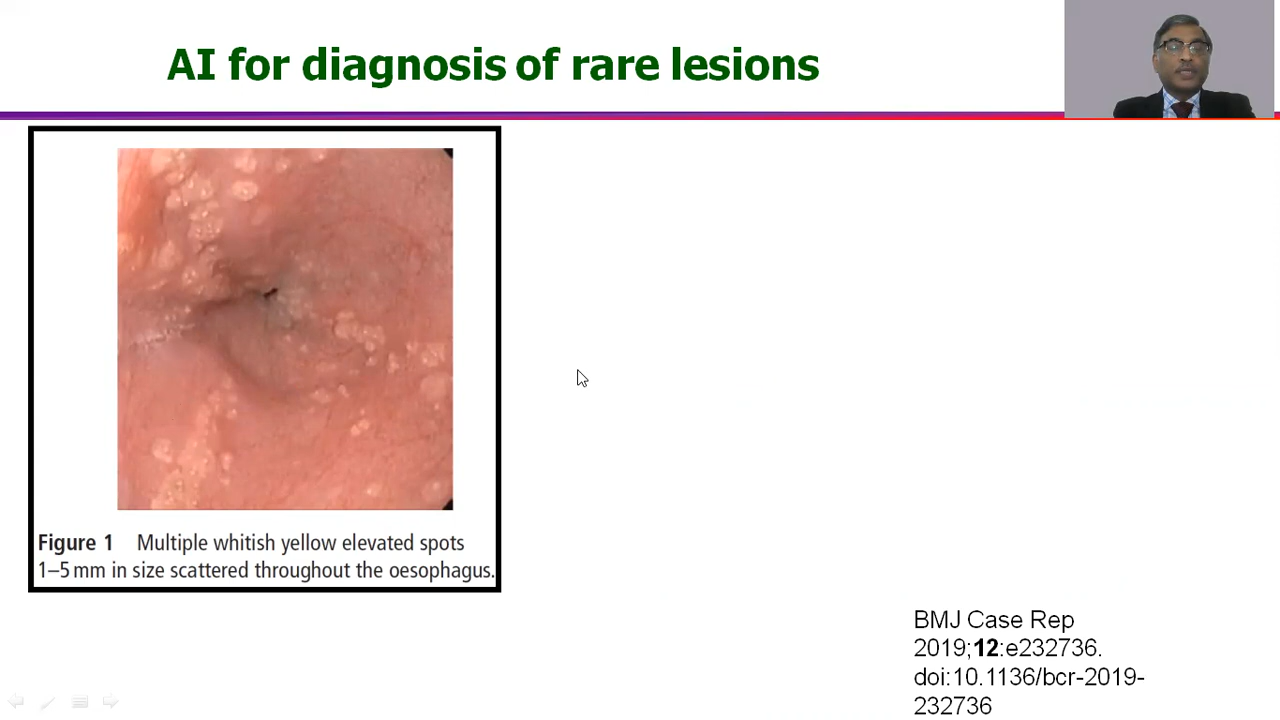 AI for diagnosis of rare lesions
Figure 1 Multiple whitish yellow elevated spots
1–5 mm in size scattered throughout the oesophagus.
BMJ Case Rep
2019;12:e232736.
doi:10.1136/bcr-2019-
232736